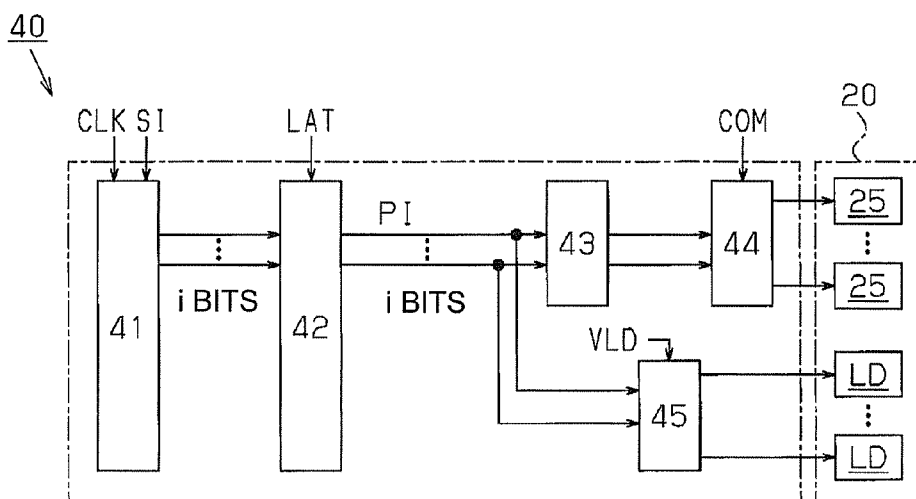 40
20
CLK SI
LAT
COM
PI
25
25
43
44
i BITS
i BITS
41
42
VLD
45
LD
LD